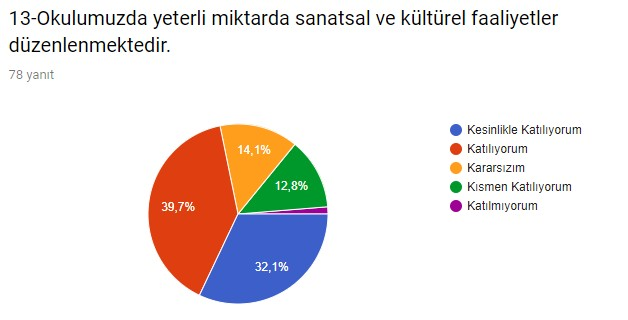 13-Okulumuzda yeterli miktarda sanatsal ve kültürel faaliyetler
düzenlenmektedir.
78 yanıt
14,1%
12,8%
39,7%
32,1%
Kesinlikle Katılıyorum
Katılıyorum
Kararsızım
Kısmen Katılıyorum
Katılmıyorum